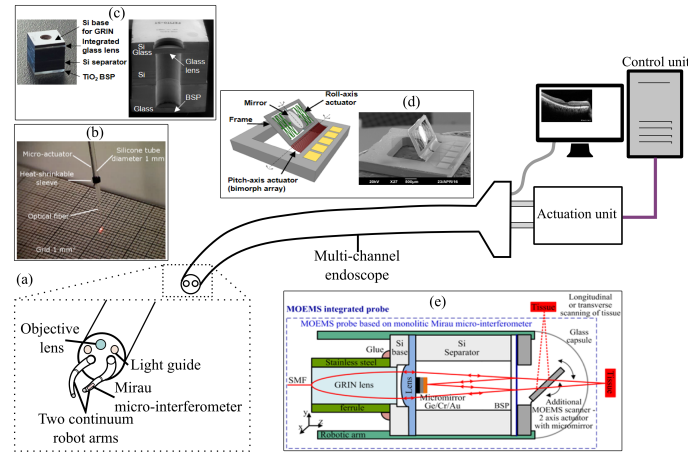 (c)
Si base
for GRIN
Integrated
glass lens
Si separator
TiO2 BSP
Si
Glass
Glass
lens
Si
BSP
Glass
(b)
Micro-actuator
Silicone tube
diameter 1 mm
Heat-shrinkable
sleeve
Optical fiber
Grid 1 mm²
(d)
Mirror
Roll-axis
actuator
Frame
Pitch-axis actuator
(bimorph array)
Control unit
Actuation unit
Multi-channel
endoscope
(a)
Objective
lens
Light guide
Mirau
micro-interferometer
Two continuum
robot arms
(e)
MOEMS integrated probe
MOEMS probe based on monolitic Mirau micro-interferometer
Tissue
Longitudinal
or transverse
scanning of tissue
Glue
Si
base
Si
Separator
Glass
capsule
Stainless steel
SMF
GRIN lens
Lens
Micromirror
Ge/Cr/Au
BSP
Tissue
ferrule
y
x
z
Robotic arm
Additional
MOEMS scanner -
2 axis actuator
with micromirror